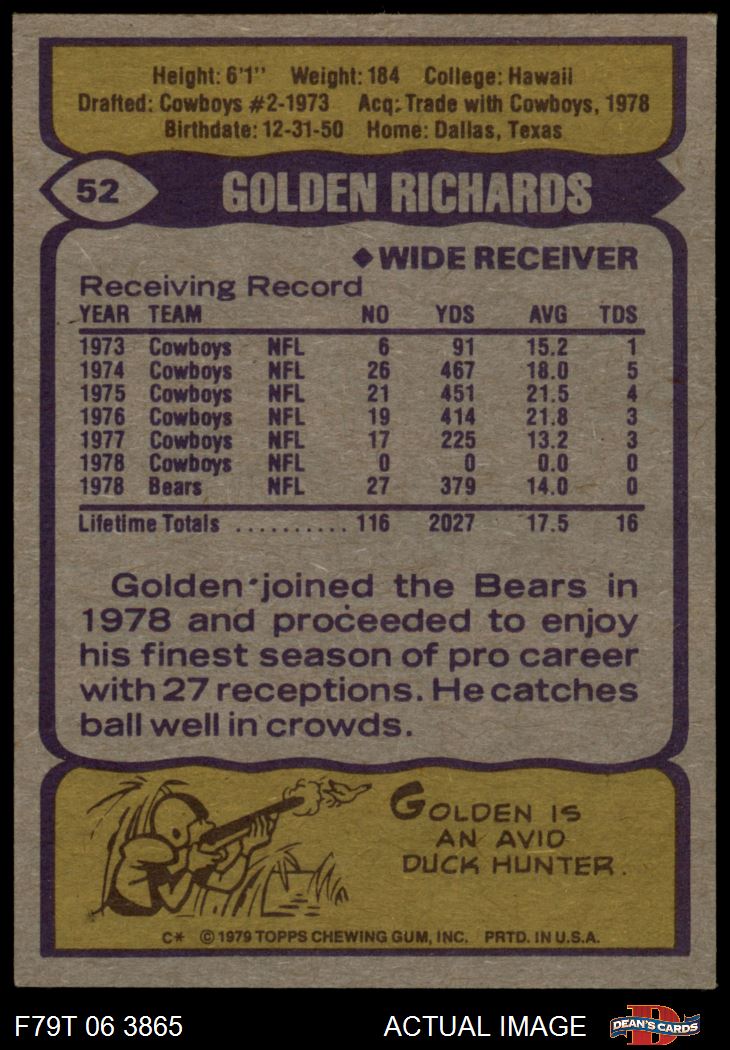 Height: 6'1" Weight: 184 College: Hawaii
Drafted: Cowboys #2-1973 Acq: Trade with Cowboys, 1978
Birthdate: 12-31-50 Home: Dallas, Texas
52 GOLDEN RICHARDS
◆WIDE RECEIVER
Receiving Record
YEAR TEAM NO YDS AVG TDS
1973 Cowboys NFL 6 91 15.2 1
1974 Cowboys NFL 26 467 18.0 5
1975 Cowboys NFL 21 451 21.5 4
1976 Cowboys NFL 19 414 21.8 3
1977 Cowboys NFL 17 225 13.2 3
1978 Cowboys NFL 0 0 0.0 0
1978 Bears NFL 27 379 14.0 0
Lifetime Totals .......... 116 2027 17.5 16
Golden joined the Bears in
1978 and proceeded to enjoy
his finest season of pro career
with 27 receptions. He catches
ball well in crowds.
GOLDEN IS
AN AVID
DUCK HUNTER.
C* © 1979 TOPPS CHEWING GUM, INC. PRTD. IN U.S.A.
F79T 06 3865 ACTUAL IMAGE DEAN'S CARDS